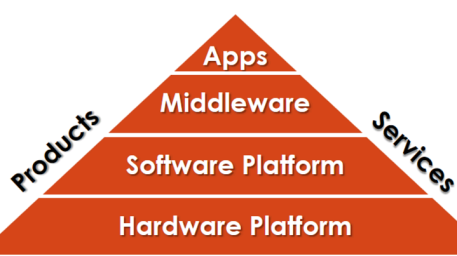 Apps
Middleware
Products
Services
Software Platform
Hardware Platform